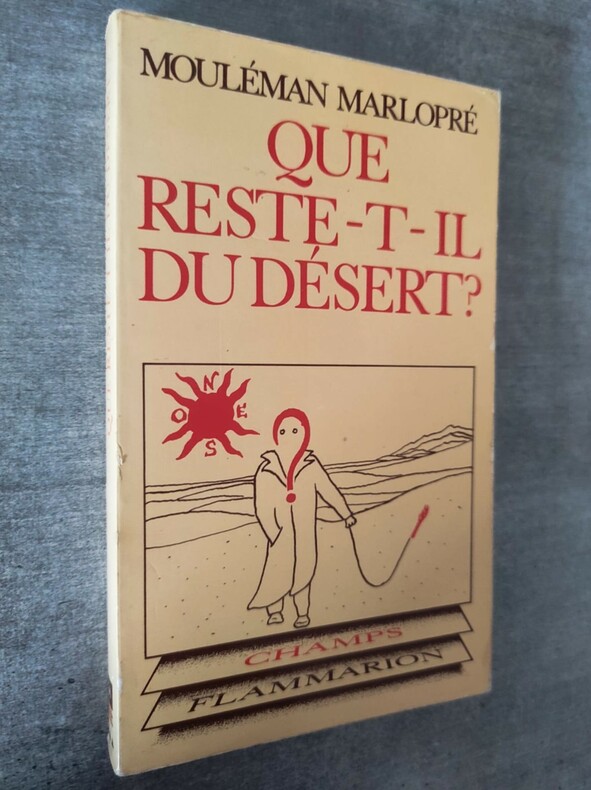 MOULÉMAN MARLOPRÉ
QUE
RESTE-T-IL
DU DÉSERT?
N
O E
S
CHAMPS
FLAMMARION